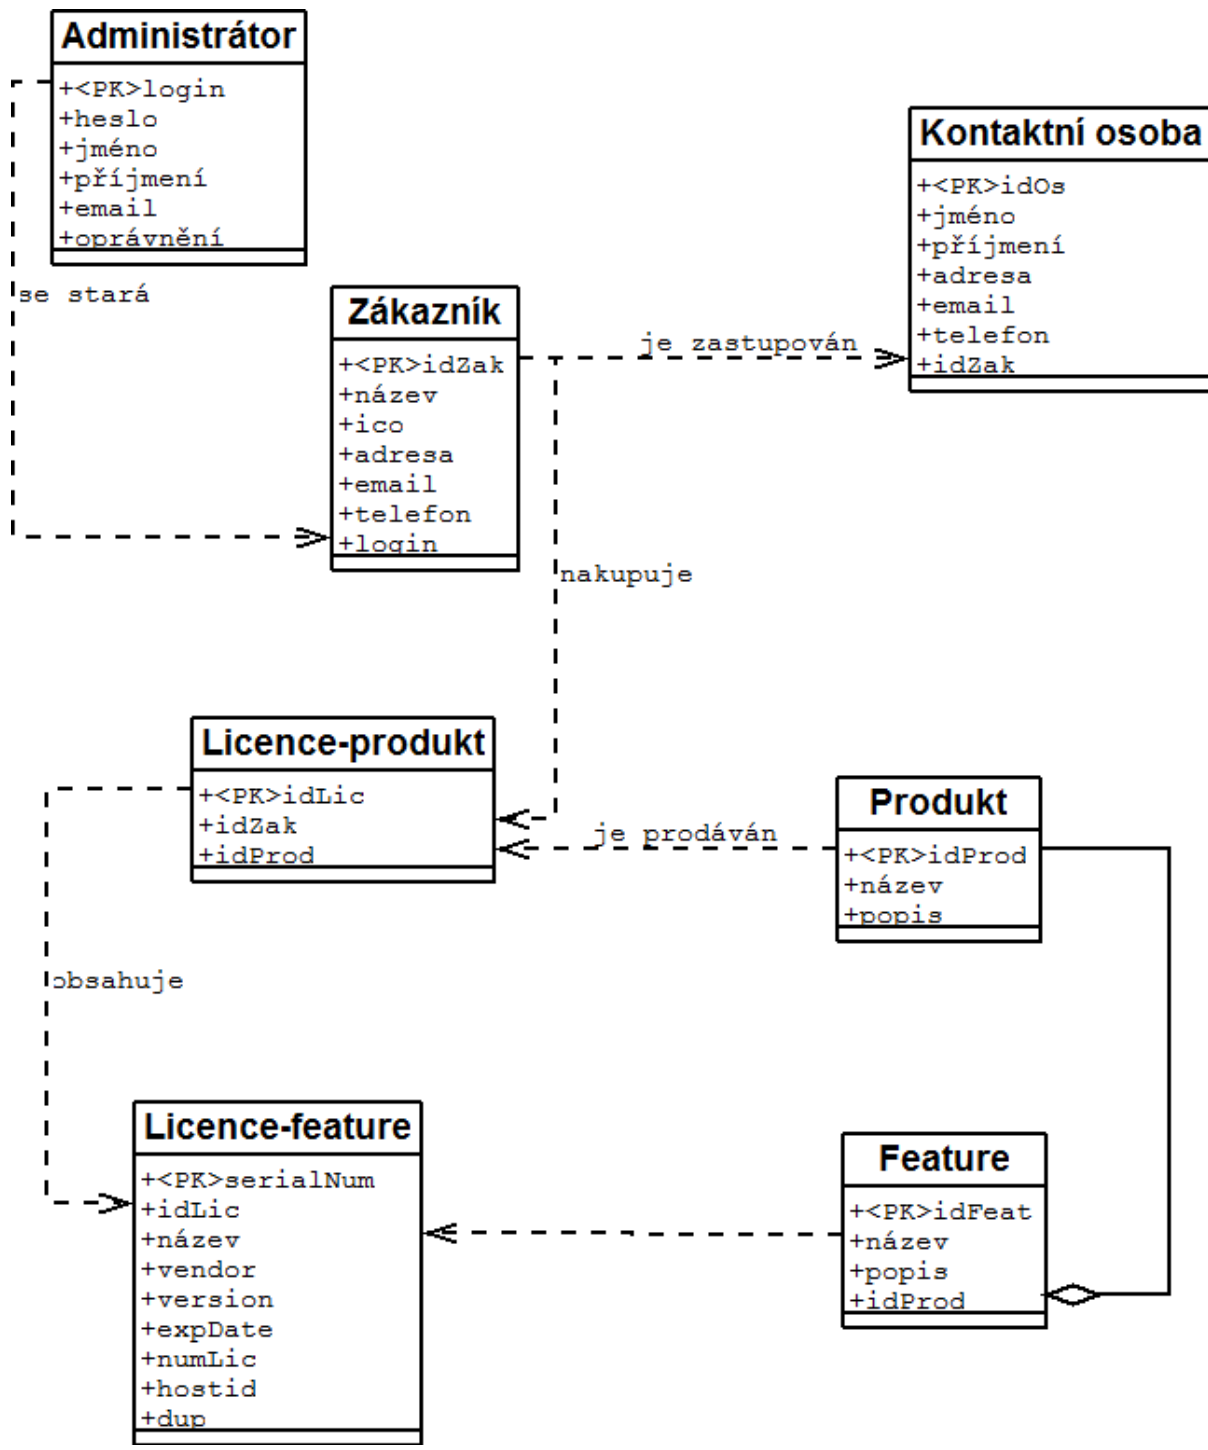 Administrátor
+<PK>login
+heslo
+jméno
+příjmení
+email
+oprávnění
se stará
Kontaktní osoba
+<PK>idOs
+jméno
+příjmení
+adresa
+email
+telefon
+idZak
Zákazník
+<PK>idZak
+název
+ico
+adresa
+email
+telefon
+login
je zastupován
nakupuje
Licence-produkt
+<PK>idLic
+idZak
+idProd
je prodáván
Produkt
+<PK>idProd
+název
+popis
obsahuje
Licence-feature
+<PK>serialNum
+idLic
+název
+vendor
+version
+expDate
+numLic
+hostid
+dup
Feature
+<PK>idFeat
+název
+popis
+idProd